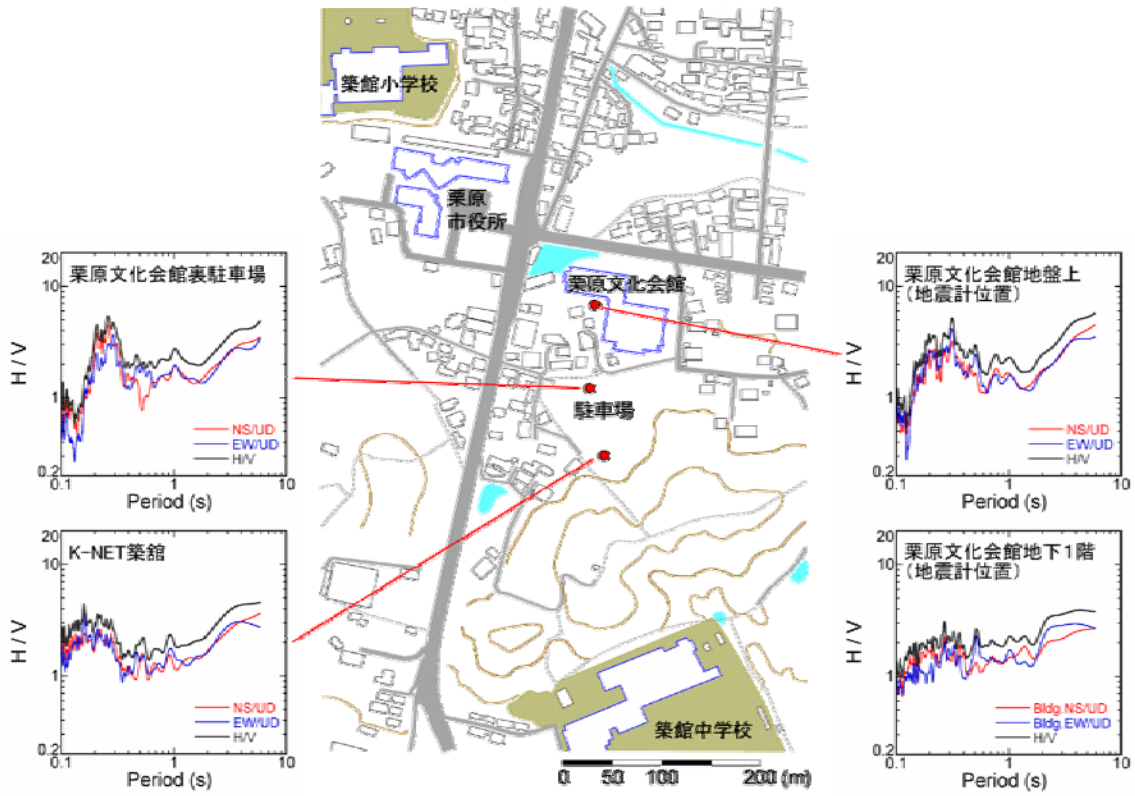 築館小学校
栗原
市役所
栗原文化会館
駐車場
築館中学校
0 50 100 200 (m)
20
10
1
0.2
H / V
栗原文化会館裏駐車場
NS/UD
EW/UD
H/V
0.1 1 10
Period (s)
20
10
1
0.2
H / V
K-NET築舘
NS/UD
EW/UD
H/V
0.1 1 10
Period (s)
20
10
1
0.2
H / V
栗原文化会館地盤上
(地震計位置)
NS/UD
EW/UD
H/V
0.1 1 10
Period (s)
20
10
1
0.2
H / V
栗原文化会館地下1階
(地震計位置)
Bldg.NS/UD
Bldg.EW/UD
H/V
0.1 1 10
Period (s)